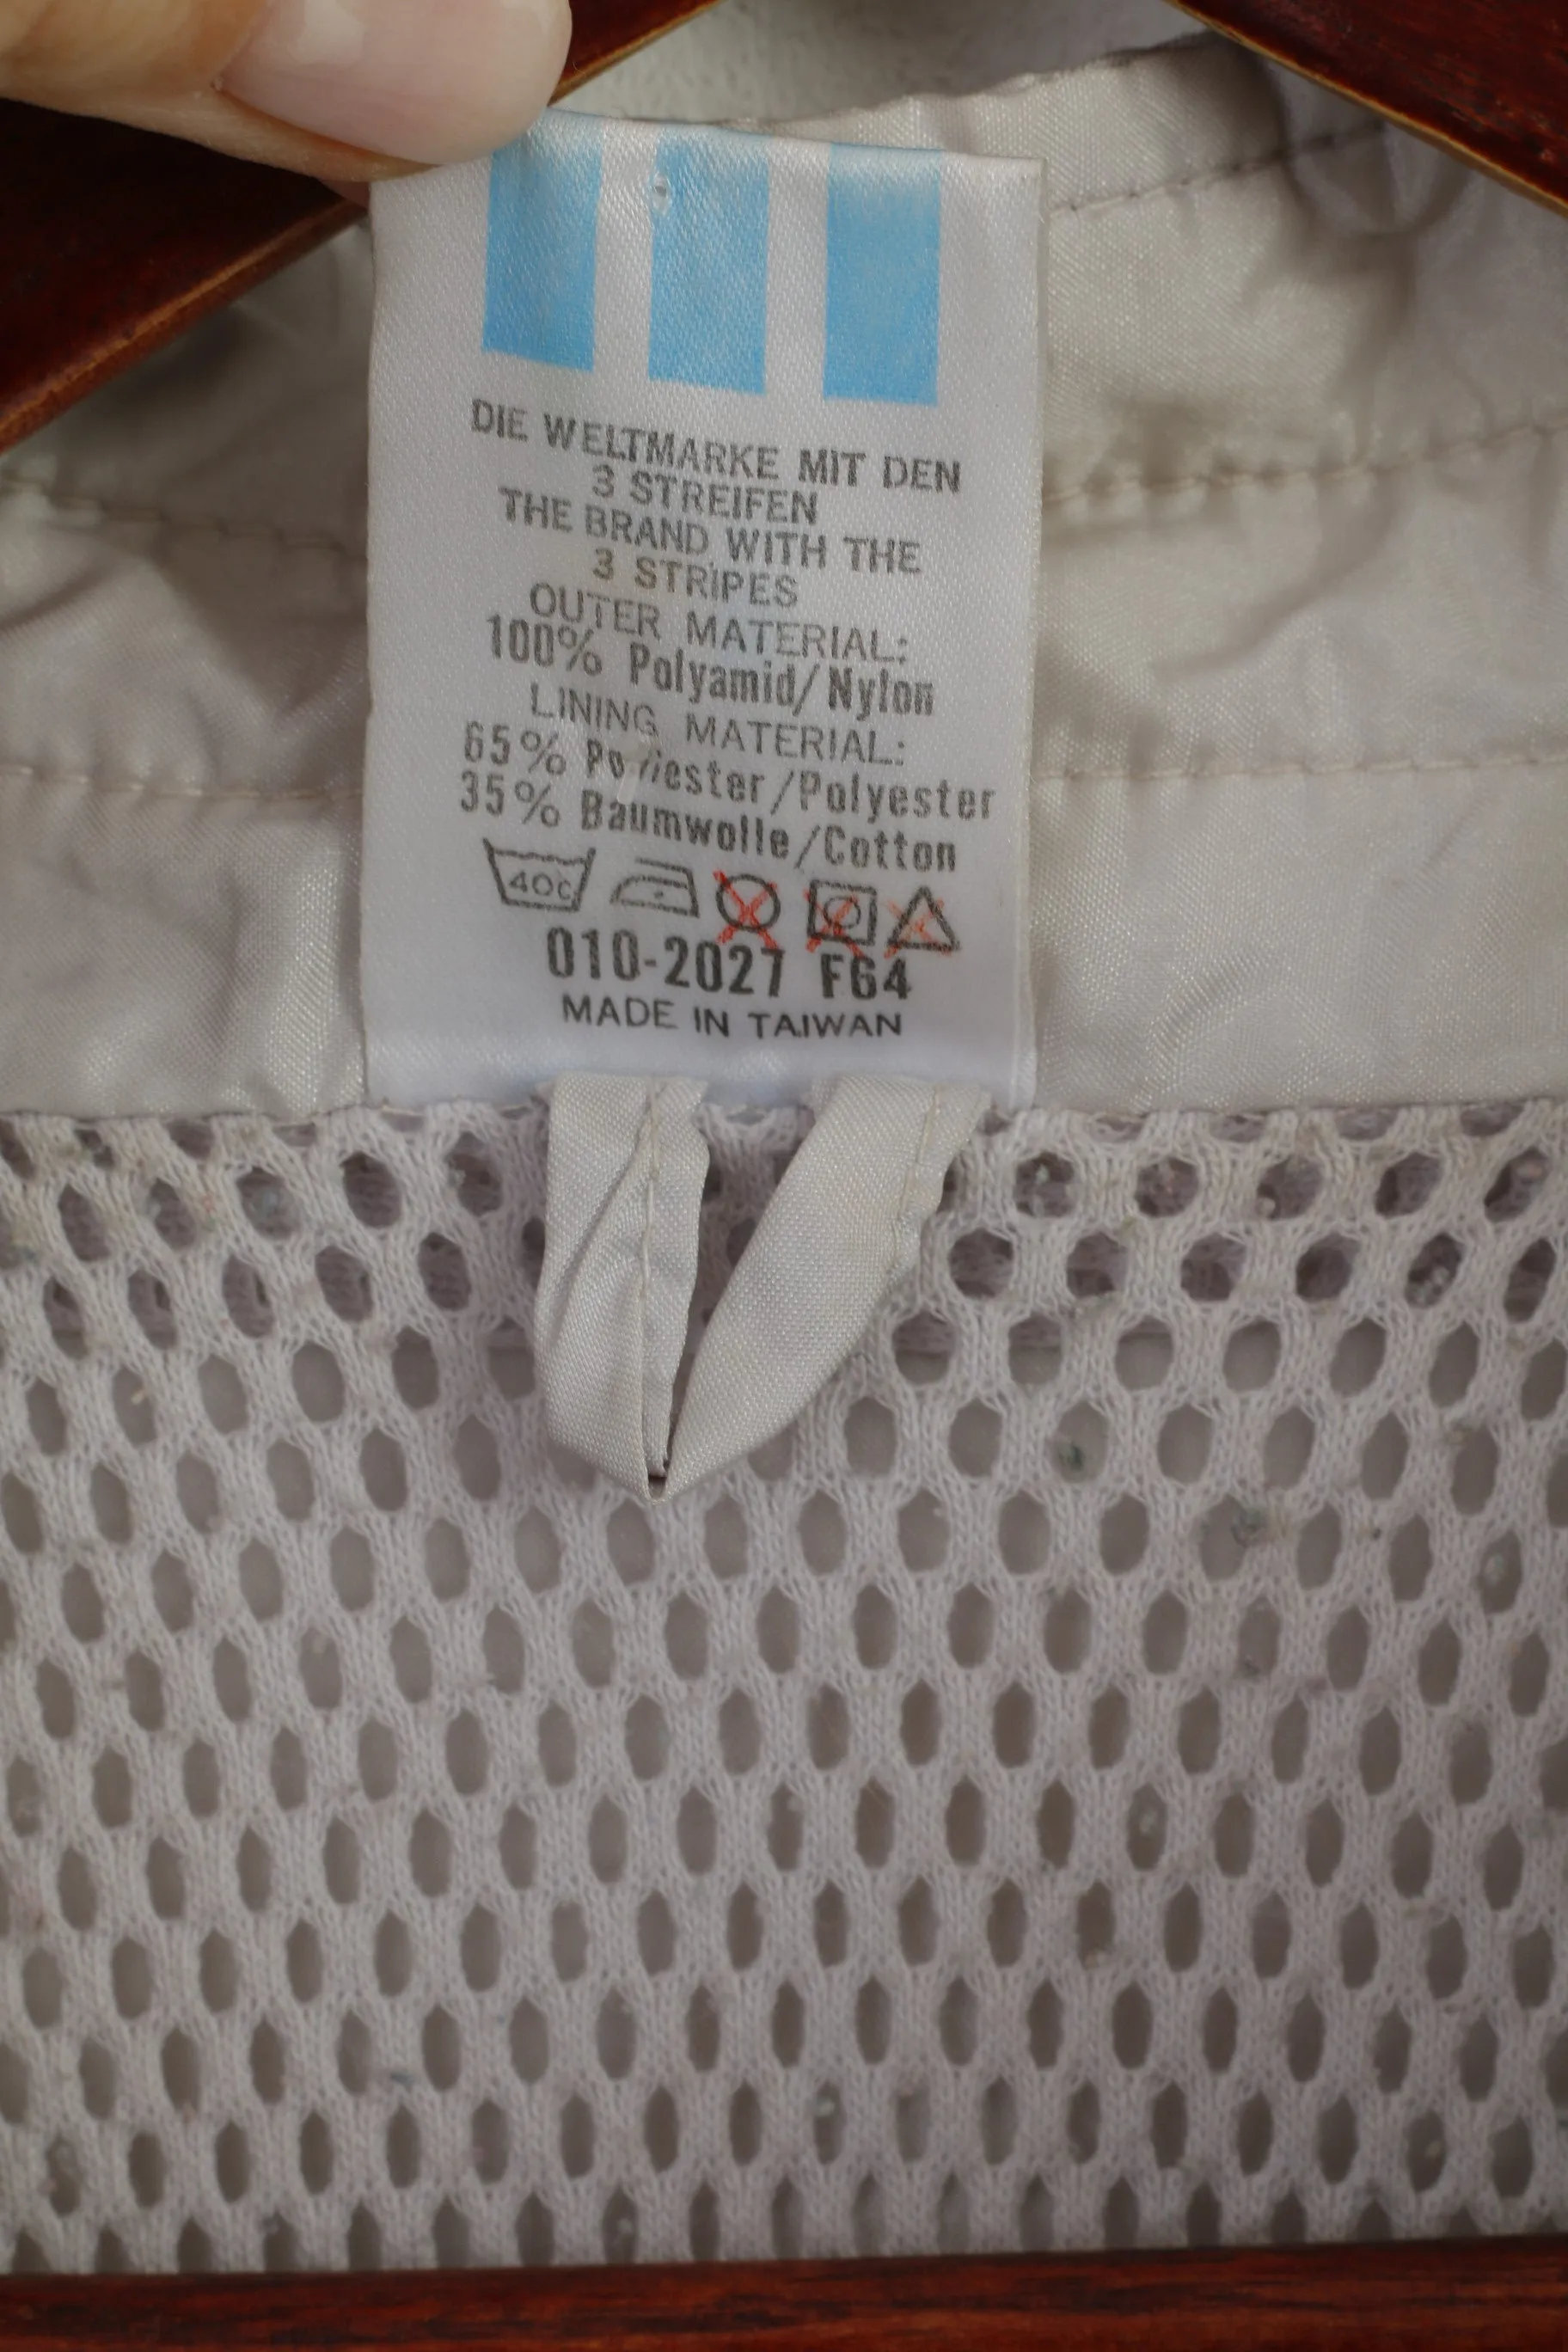 DIE WELTMARKE MIT DEN
3 STREIFEN
THE BRAND WITH THE
3 STRIPES
OUTER MATERIAL:
100% Polyamid/Nylon
LINING MATERIAL:
65% Poliester/Polyester
35% Baumwolle/Cotton
40c
010-2027 F64
MADE IN TAIWAN